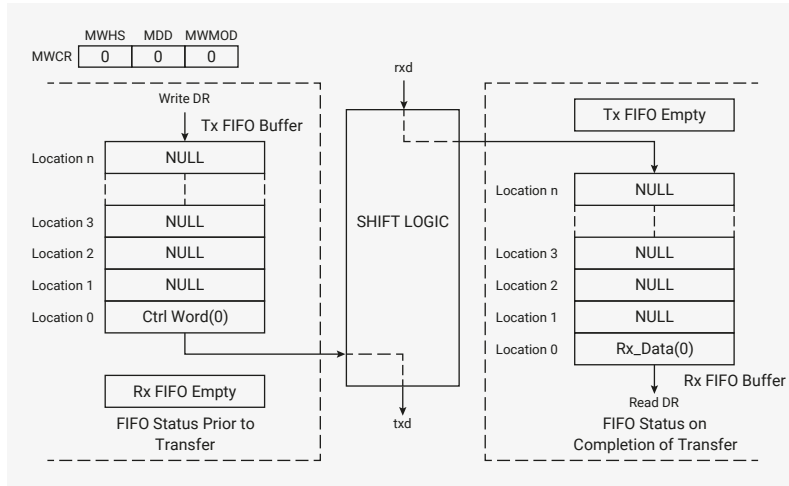 MWHS MDD MWMOD
MWCR 0 0 0
rxd
Write DR
Tx FIFO Buffer
Location n NULL
Location 3 NULL
Location 2 NULL
Location 1 NULL
Location 0 Ctrl Word(0)
Rx FIFO Empty
FIFO Status Prior to
Transfer
SHIFT LOGIC
txd
Tx FIFO Empty
Location n NULL
Location 3 NULL
Location 2 NULL
Location 1 NULL
Location 0 Rx_Data(0)
Rx FIFO Buffer
Read DR
FIFO Status on
Completion of Transfer